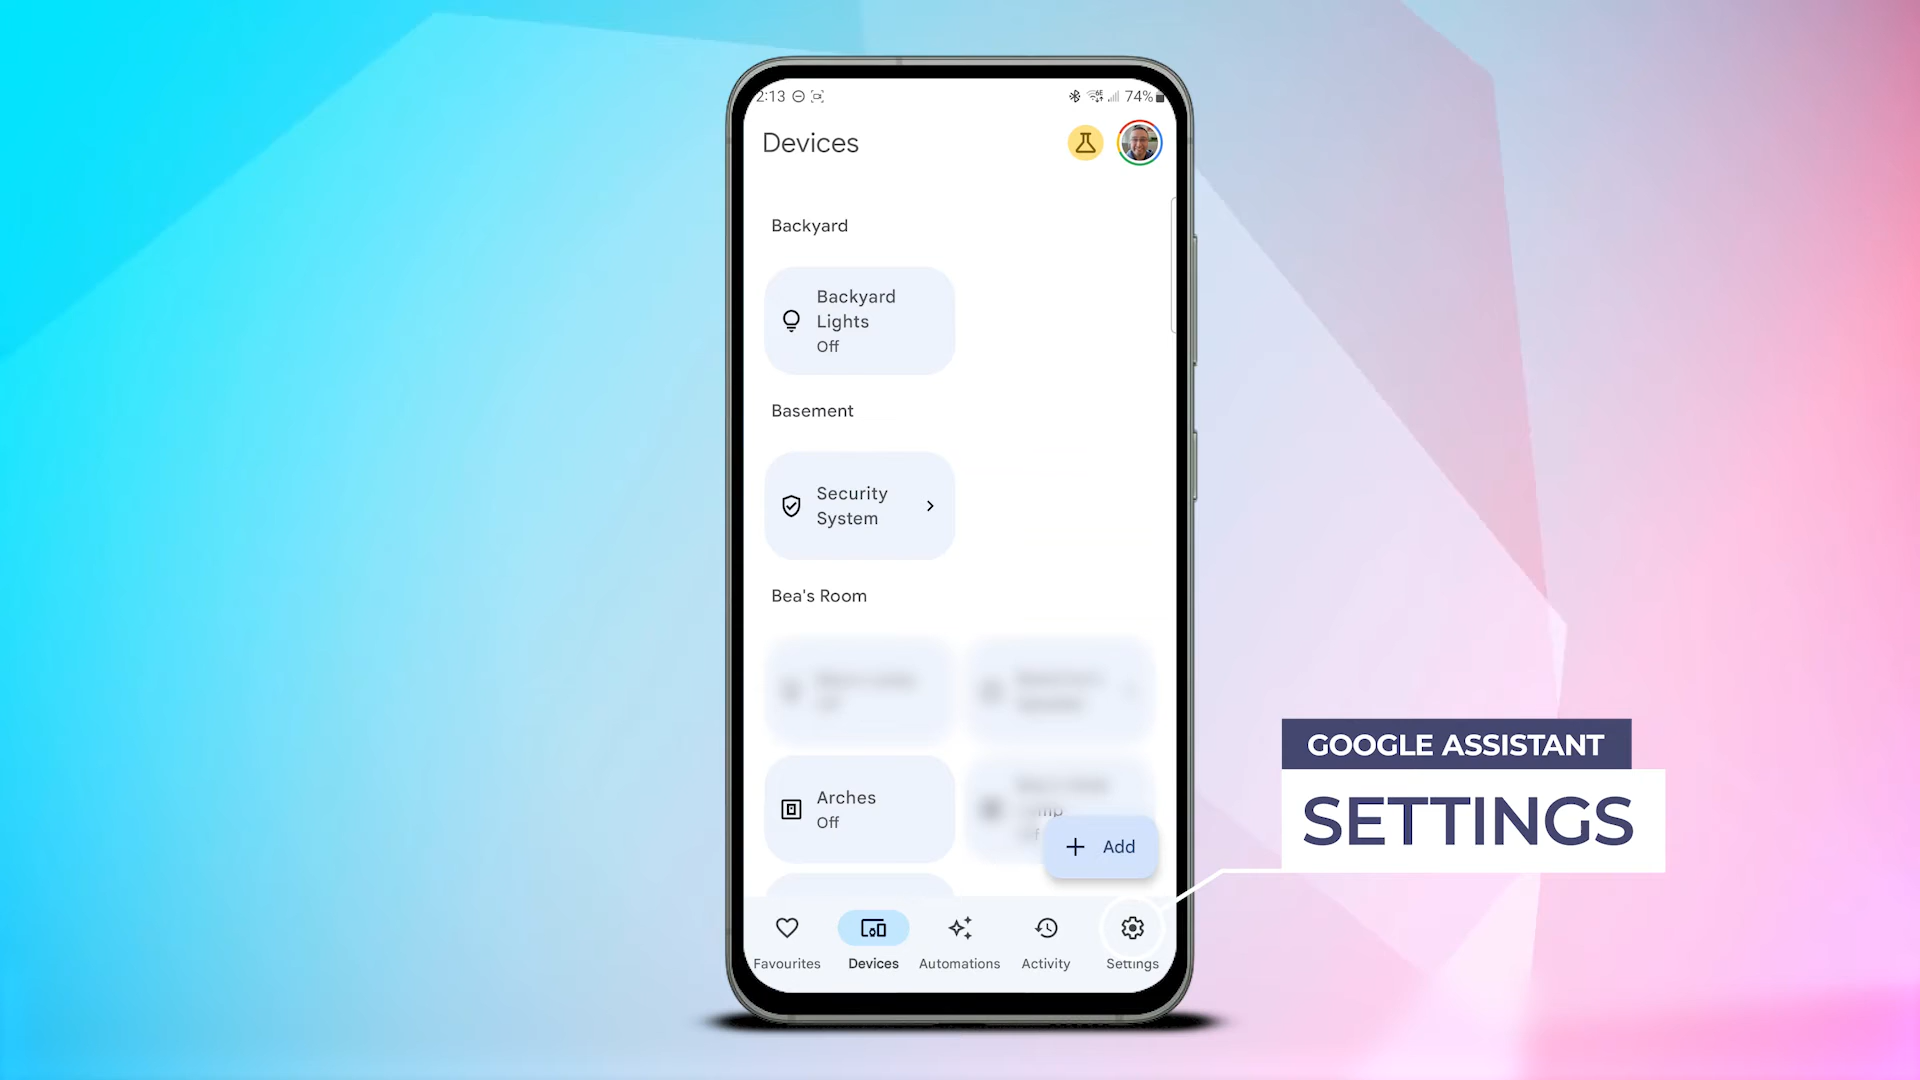 2:13
74%
Devices
Backyard
Backyard
Lights
Off
Basement
Security
System
Bea's Room
Arches
Off
Add
Favourites
Devices
Automations
Activity
Settings
GOOGLE ASSISTANT
SETTINGS